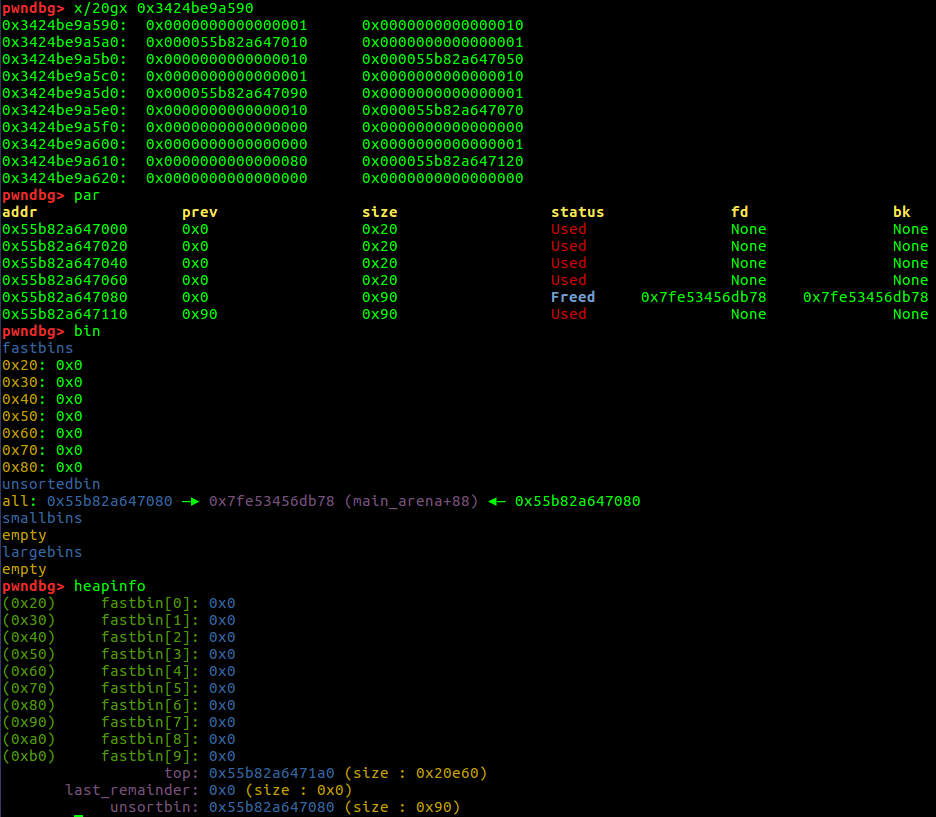 pwndbg> x/20gx 0x3424be9a590
0x3424be9a590: 0x0000000000000001 0x0000000000000010
0x3424be9a5a0: 0x000055b82a647010 0x0000000000000001
0x3424be9a5b0: 0x0000000000000010 0x000055b82a647050
0x3424be9a5c0: 0x0000000000000001 0x0000000000000010
0x3424be9a5d0: 0x000055b82a647090 0x0000000000000001
0x3424be9a5e0: 0x0000000000000010 0x000055b82a647070
0x3424be9a5f0: 0x0000000000000000 0x0000000000000000
0x3424be9a600: 0x0000000000000000 0x0000000000000001
0x3424be9a610: 0x0000000000000080 0x000055b82a647120
0x3424be9a620: 0x0000000000000000 0x0000000000000000
pwndbg> par
addr prev size status fd bk
0x55b82a647000 0x0 0x20 Used None None
0x55b82a647020 0x0 0x20 Used None None
0x55b82a647040 0x0 0x20 Used None None
0x55b82a647060 0x0 0x20 Used None None
0x55b82a647080 0x0 0x90 Freed 0x7fe53456db78 0x7fe53456db78
0x55b82a647110 0x90 0x90 Used None None
pwndbg> bin
fastbins
0x20: 0x0
0x30: 0x0
0x40: 0x0
0x50: 0x0
0x60: 0x0
0x70: 0x0
0x80: 0x0
unsortedbin
all: 0x55b82a647080 —▸ 0x7fe53456db78 (main_arena+88) ◂— 0x55b82a647080
smallbins
empty
largebins
empty
pwndbg> heapinfo
(0x20) fastbin[0]: 0x0
(0x30) fastbin[1]: 0x0
(0x40) fastbin[2]: 0x0
(0x50) fastbin[3]: 0x0
(0x60) fastbin[4]: 0x0
(0x70) fastbin[5]: 0x0
(0x80) fastbin[6]: 0x0
(0x90) fastbin[7]: 0x0
(0xa0) fastbin[8]: 0x0
(0xb0) fastbin[9]: 0x0
top: 0x55b82a6471a0 (size : 0x20e60)
last_remainder: 0x0 (size : 0x0)
unsortbin: 0x55b82a647080 (size : 0x90)